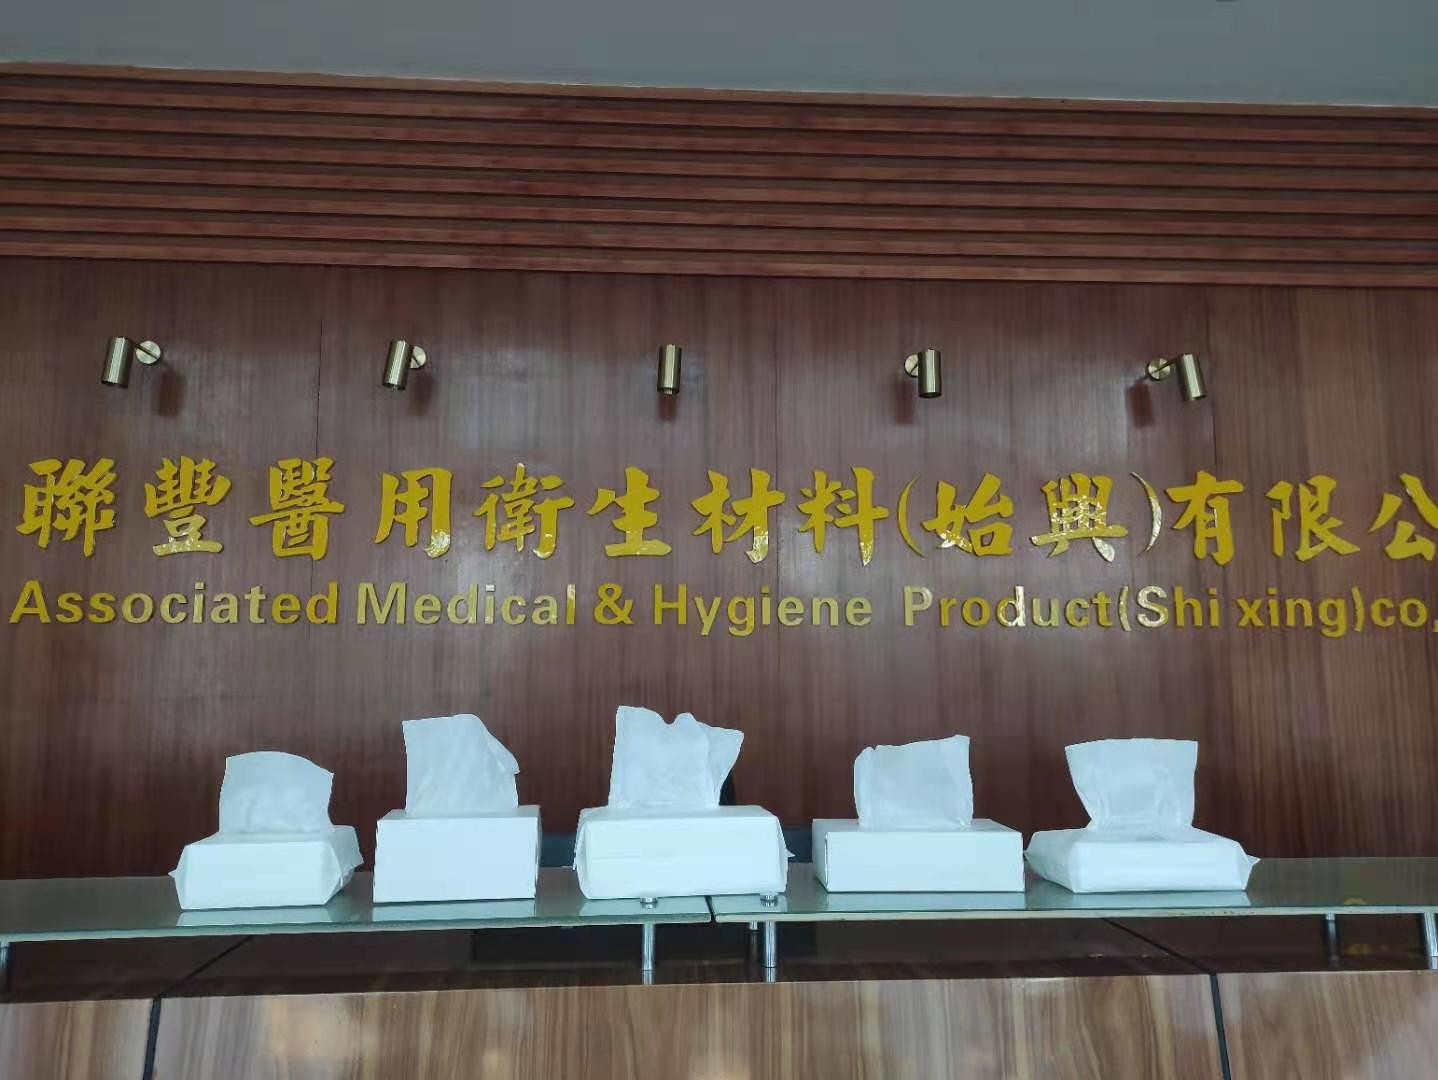 聯豐醫用衛生材料(始興)有限公
Associated Medical & Hygiene Product(Shi xing)co,